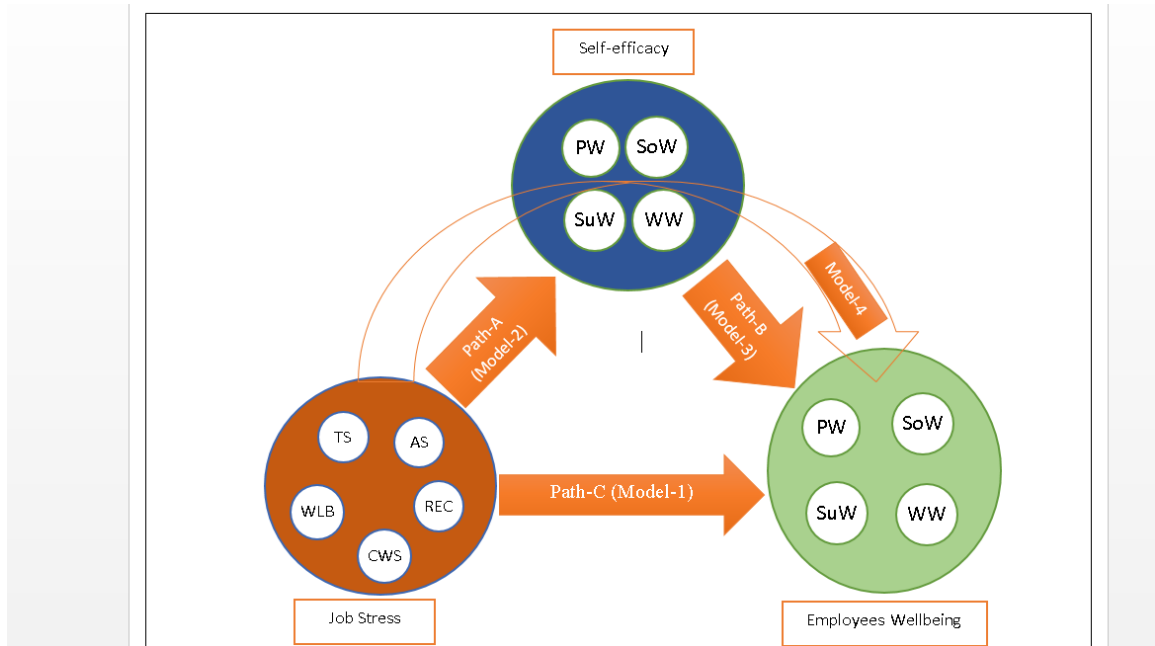 Self-efficacy
PW
SoW
SuW
WW
Model-4
Path-A
(Model-2)
Path-B
(Model-3)
TS
AS
WLB
REC
CWS
Path-C (Model-1)
PW
SoW
SuW
WW
Job Stress
Employees Wellbeing